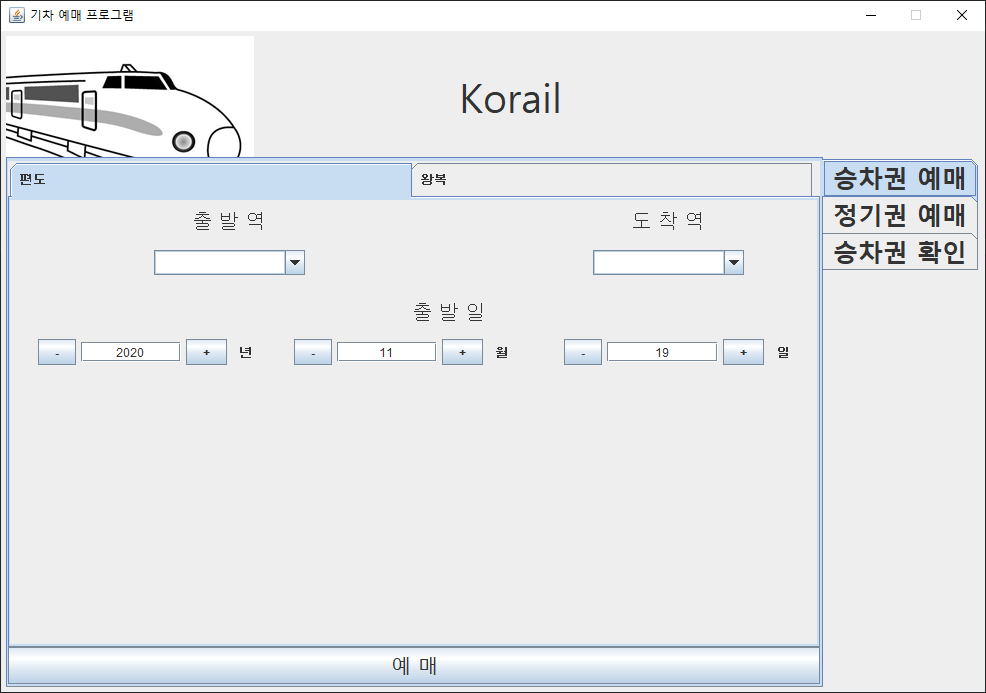 기차 예매 프로그램
Korail
편도 왕복
승차권 예매
정기권 예매
승차권 확인
출 발 역 도 착 역
출 발 일
- 2020 + 년 - 11 + 월 - 19 + 일
예 매